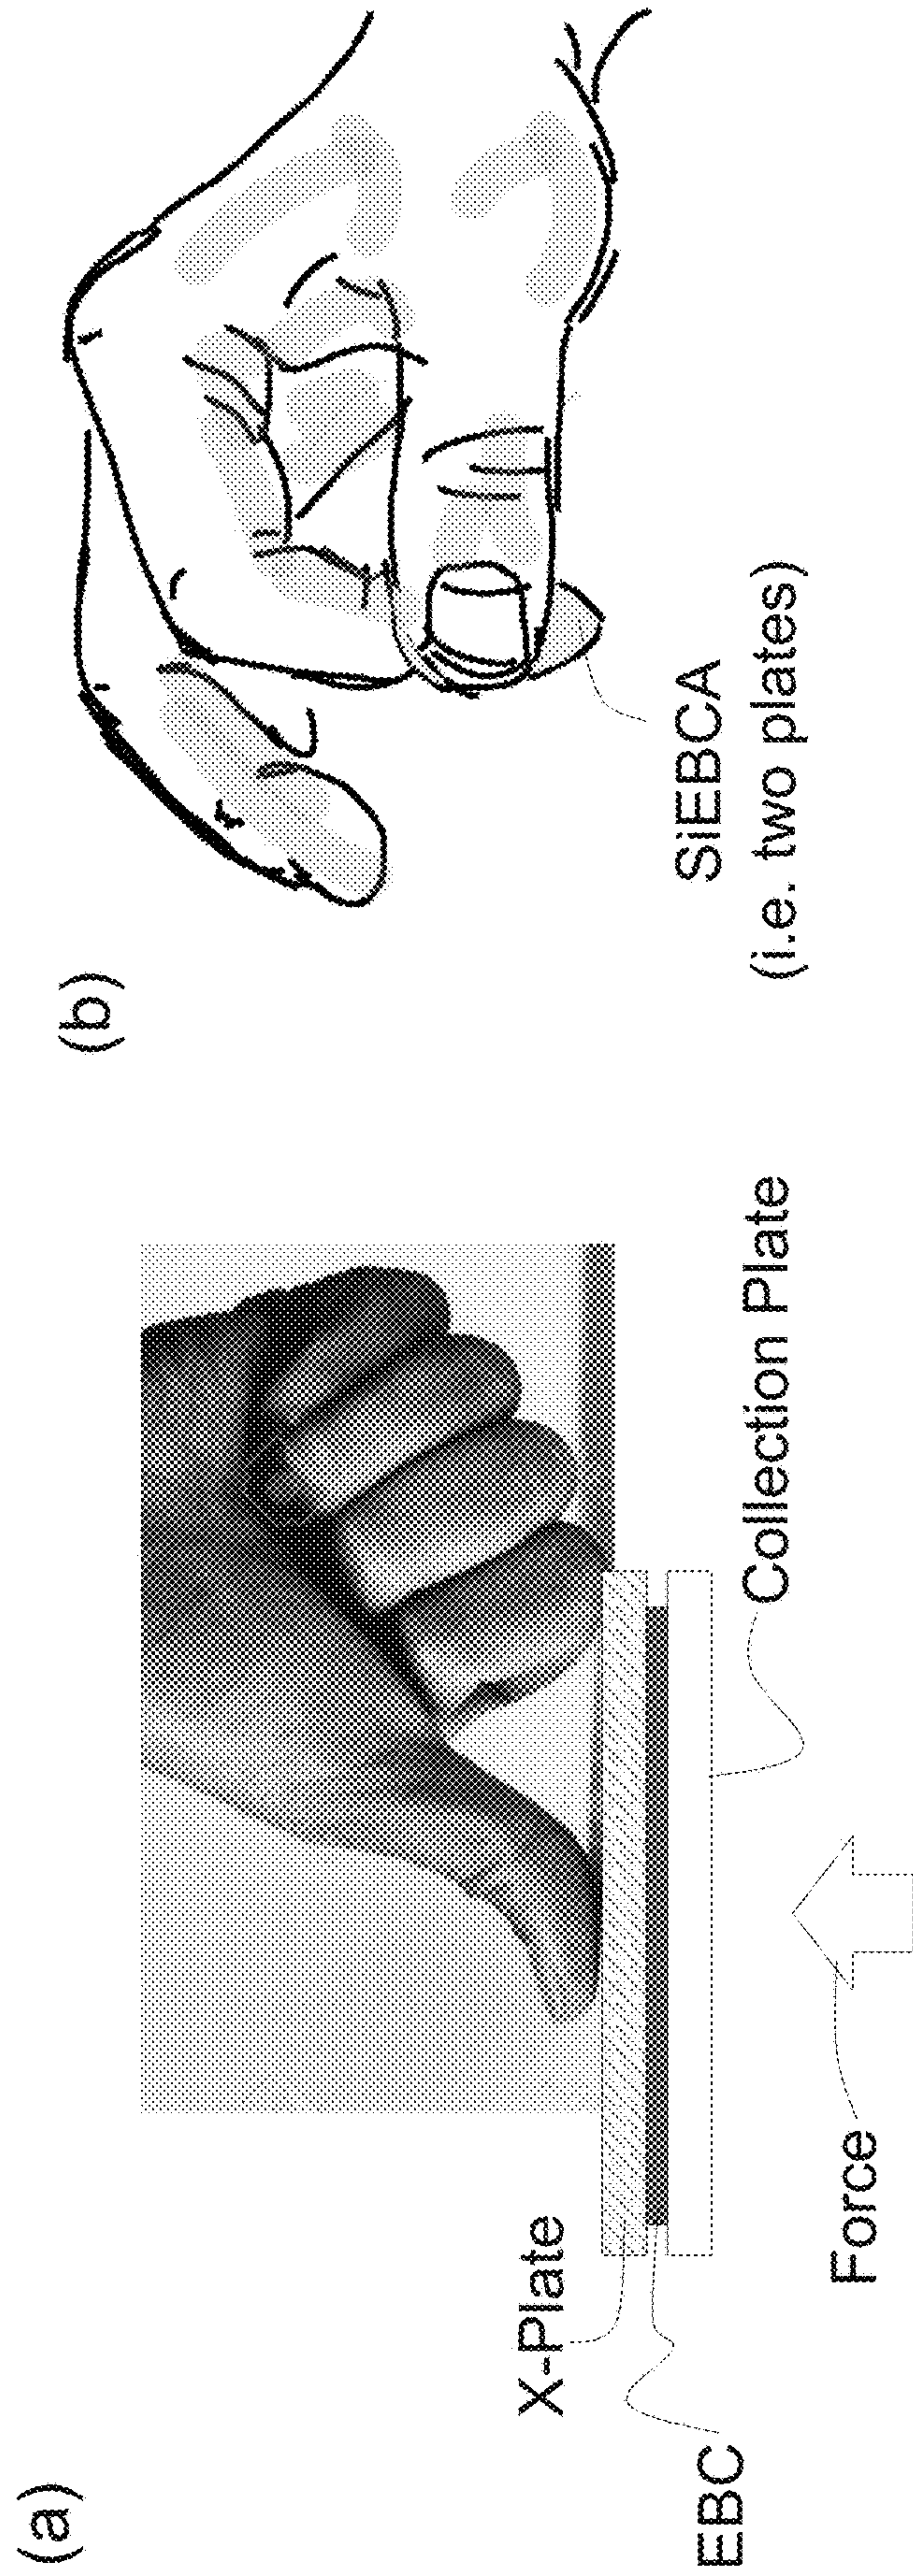 (a)
X-Plate
EBC
Force
Collection Plate
(b)
SiEBCA
(i.e. two plates)